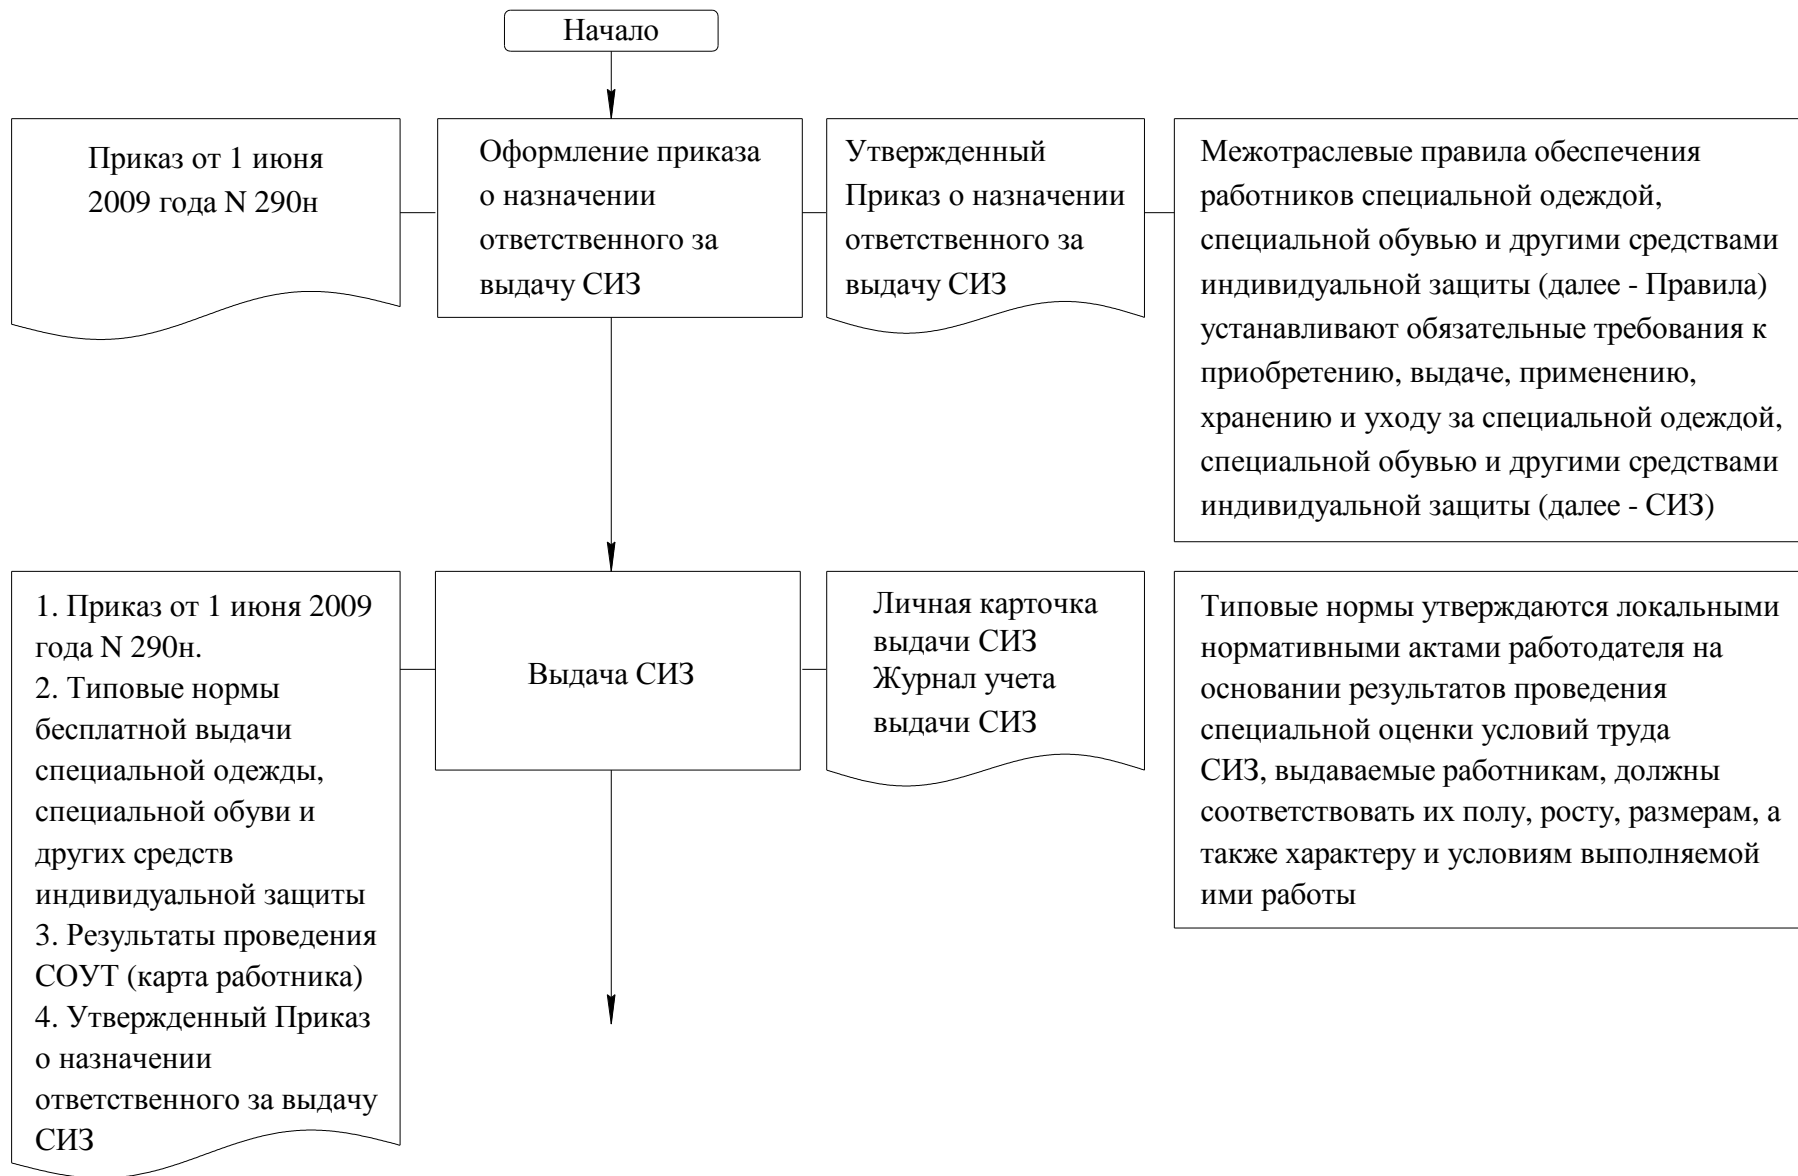 Начало
Приказ от 1 июня
2009 года N 290н
Оформление приказа
о назначении
ответственного за
выдачу СИЗ
Утвержденный
Приказ о назначении
ответственного за
выдачу СИЗ
Межотраслевые правила обеспечения
работников специальной одеждой,
специальной обувью и другими средствами
индивидуальной защиты (далее - Правила)
устанавливают обязательные требования к
приобретению, выдаче, применению,
хранению и уходу за специальной одеждой,
специальной обувью и другими средствами
индивидуальной защиты (далее - СИЗ)
1. Приказ от 1 июня 2009
года N 290н.
2. Типовые нормы
бесплатной выдачи
специальной одежды,
специальной обуви и
других средств
индивидуальной защиты
3. Результаты проведения
СОУТ (карта работника)
4. Утвержденный Приказ
о назначении
ответственного за выдачу
СИЗ
Выдача СИЗ
Личная карточка
выдачи СИЗ
Журнал учета
выдачи СИЗ
Типовые нормы утверждаются локальными
нормативными актами работодателя на
основании результатов проведения
специальной оценки условий труда
СИЗ, выдаваемые работникам, должны
соответствовать их полу, росту, размерам, а
также характеру и условиям выполняемой
ими работы